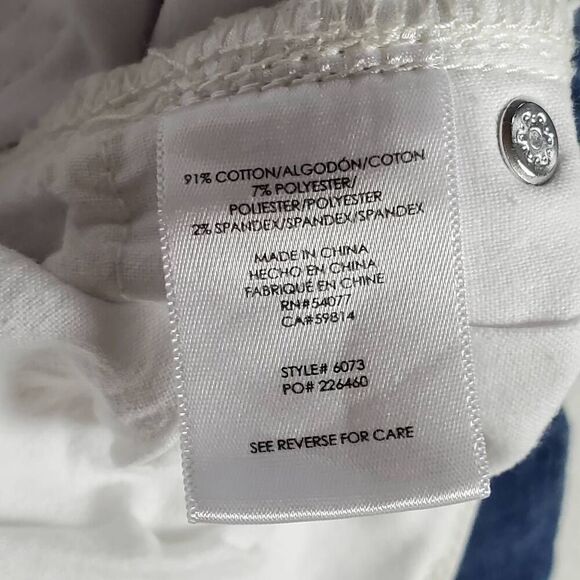 91% COTTON/ALGODÓN/COTON
7% POLYESTER/
POLIESTER/POLYESTER
2% SPANDEX/SPANDEX/SPANDEX
MADE IN CHINA
HECHO EN CHINA
FABRIQUÉ EN CHINE
RN#54077
CA#59814
STYLE# 6073
PO# 226460
SEE REVERSE FOR CARE